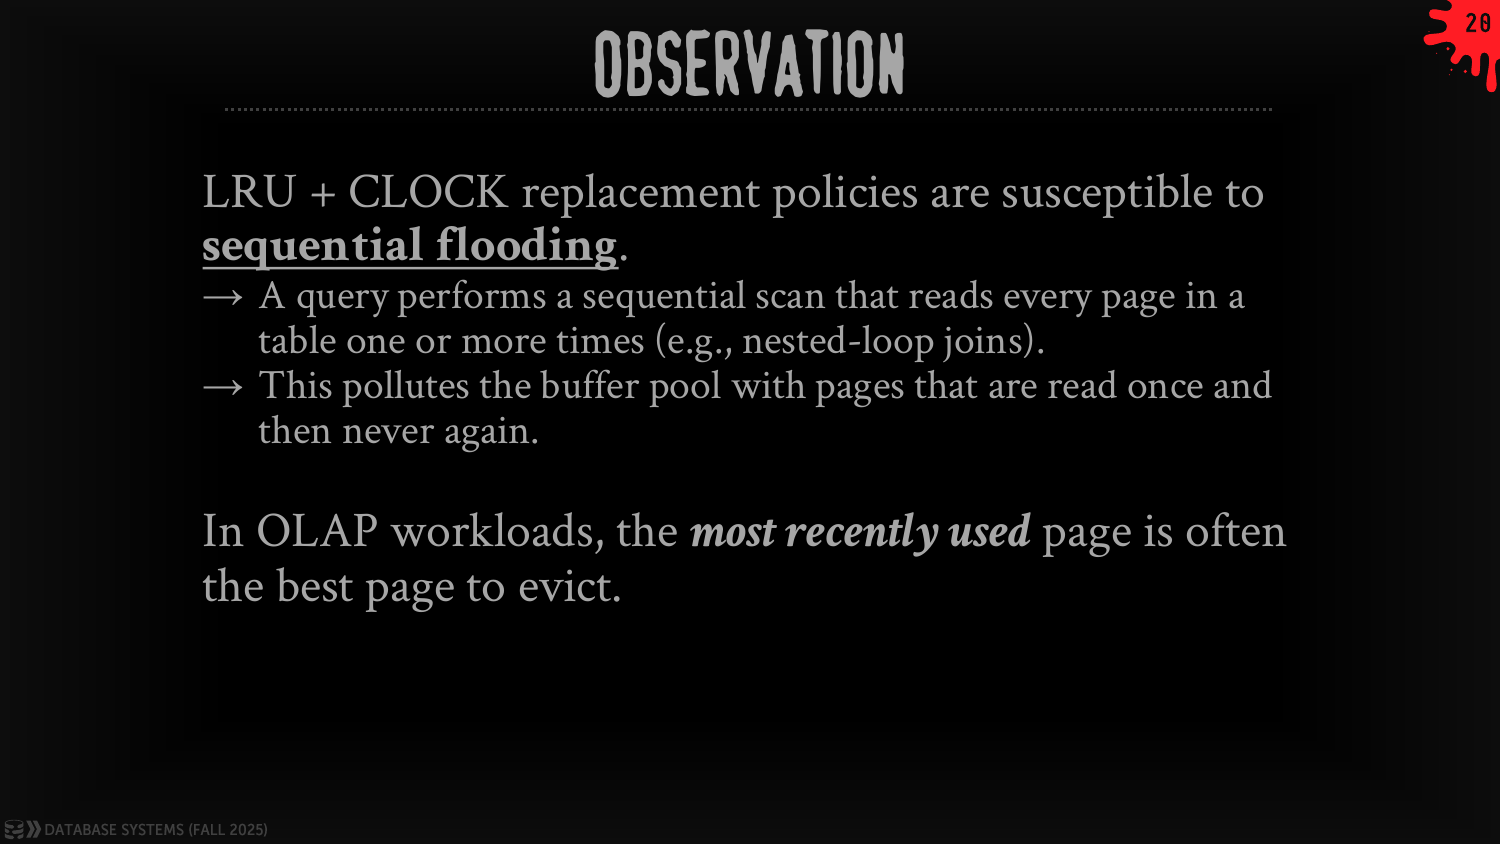 OBSERVATION
20
LRU + CLOCK replacement policies are susceptible to
sequential flooding.
→ A query performs a sequential scan that reads every page in a
table one or more times (e.g., nested-loop joins).
→ This pollutes the buffer pool with pages that are read once and
then never again.
In OLAP workloads, the most recently used page is often
the best page to evict.
DATABASE SYSTEMS (FALL 2025)